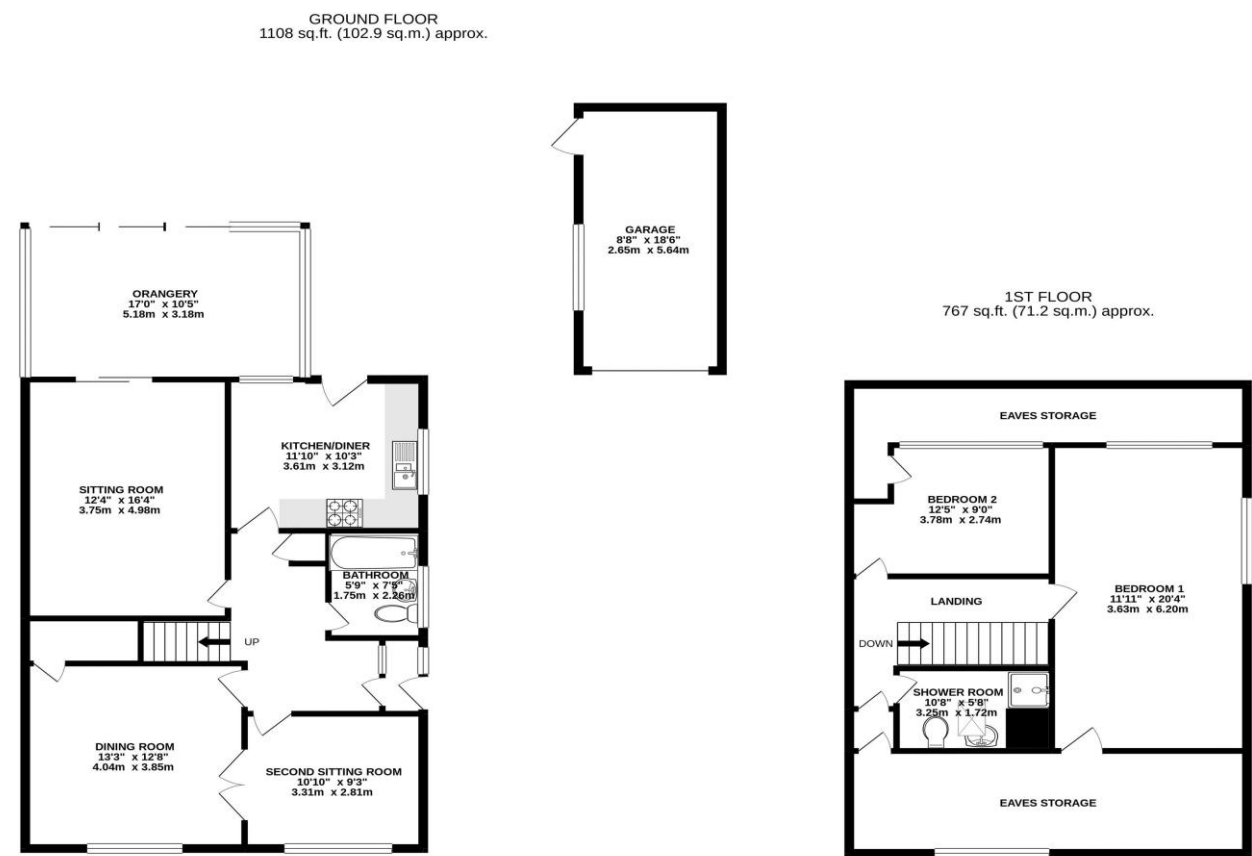 GROUND FLOOR
1108 sq.ft. (102.9 sq.m.) approx.
ORANGERY
17'0" x 10'5"
5.18m x 3.18m
GARAGE
8'8" x 18'6"
2.65m x 5.64m
SITTING ROOM
12'4" x 16'4"
3.75m x 4.98m
KITCHEN/DINER
11'10" x 10'3"
3.61m x 3.12m
BATHROOM
5'9" x 7'5"
1.75m x 2.26m
UP
DINING ROOM
13'3" x 12'8"
4.04m x 3.85m
SECOND SITTING ROOM
10'10" x 9'3"
3.31m x 2.81m
1ST FLOOR
767 sq.ft. (71.2 sq.m.) approx.
EAVES STORAGE
BEDROOM 2
12'5" x 9'0"
3.78m x 2.74m
BEDROOM 1
11'11" x 20'4"
3.63m x 6.20m
LANDING
DOWN
SHOWER ROOM
10'8" x 5'8"
3.25m x 1.72m
EAVES STORAGE